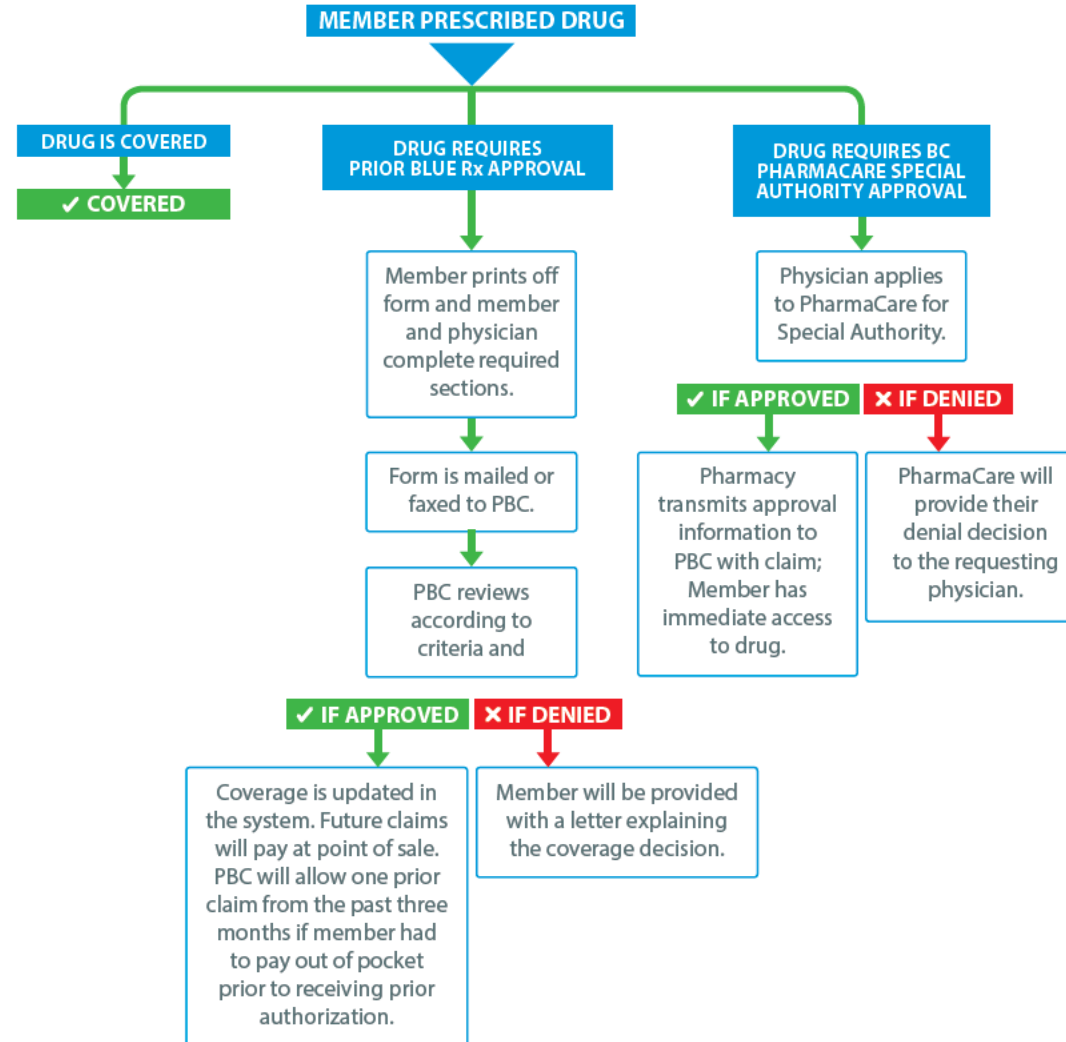 MEMBER PRESCRIBED DRUG
DRUG IS COVERED
✓ COVERED
DRUG REQUIRES
PRIOR BLUE Rx APPROVAL
Member prints off
form and member
and physician
complete required
sections.
Form is mailed or
faxed to PBC.
PBC reviews
according to
criteria and
✓ IF APPROVED
Coverage is updated in
the system. Future claims
will pay at point of sale.
PBC will allow one prior
claim from the past three
months if member had
to pay out of pocket
prior to receiving prior
authorization.
✕ IF DENIED
Member will be provided
with a letter explaining
the coverage decision.
DRUG REQUIRES BC
PHARMACARE SPECIAL
AUTHORITY APPROVAL
Physician applies
to PharmaCare for
Special Authority.
✓ IF APPROVED
Pharmacy
transmits approval
information to
PBC with claim;
Member has
immediate access
to drug.
✕ IF DENIED
PharmaCare will
provide their
denial decision
to the requesting
physician.